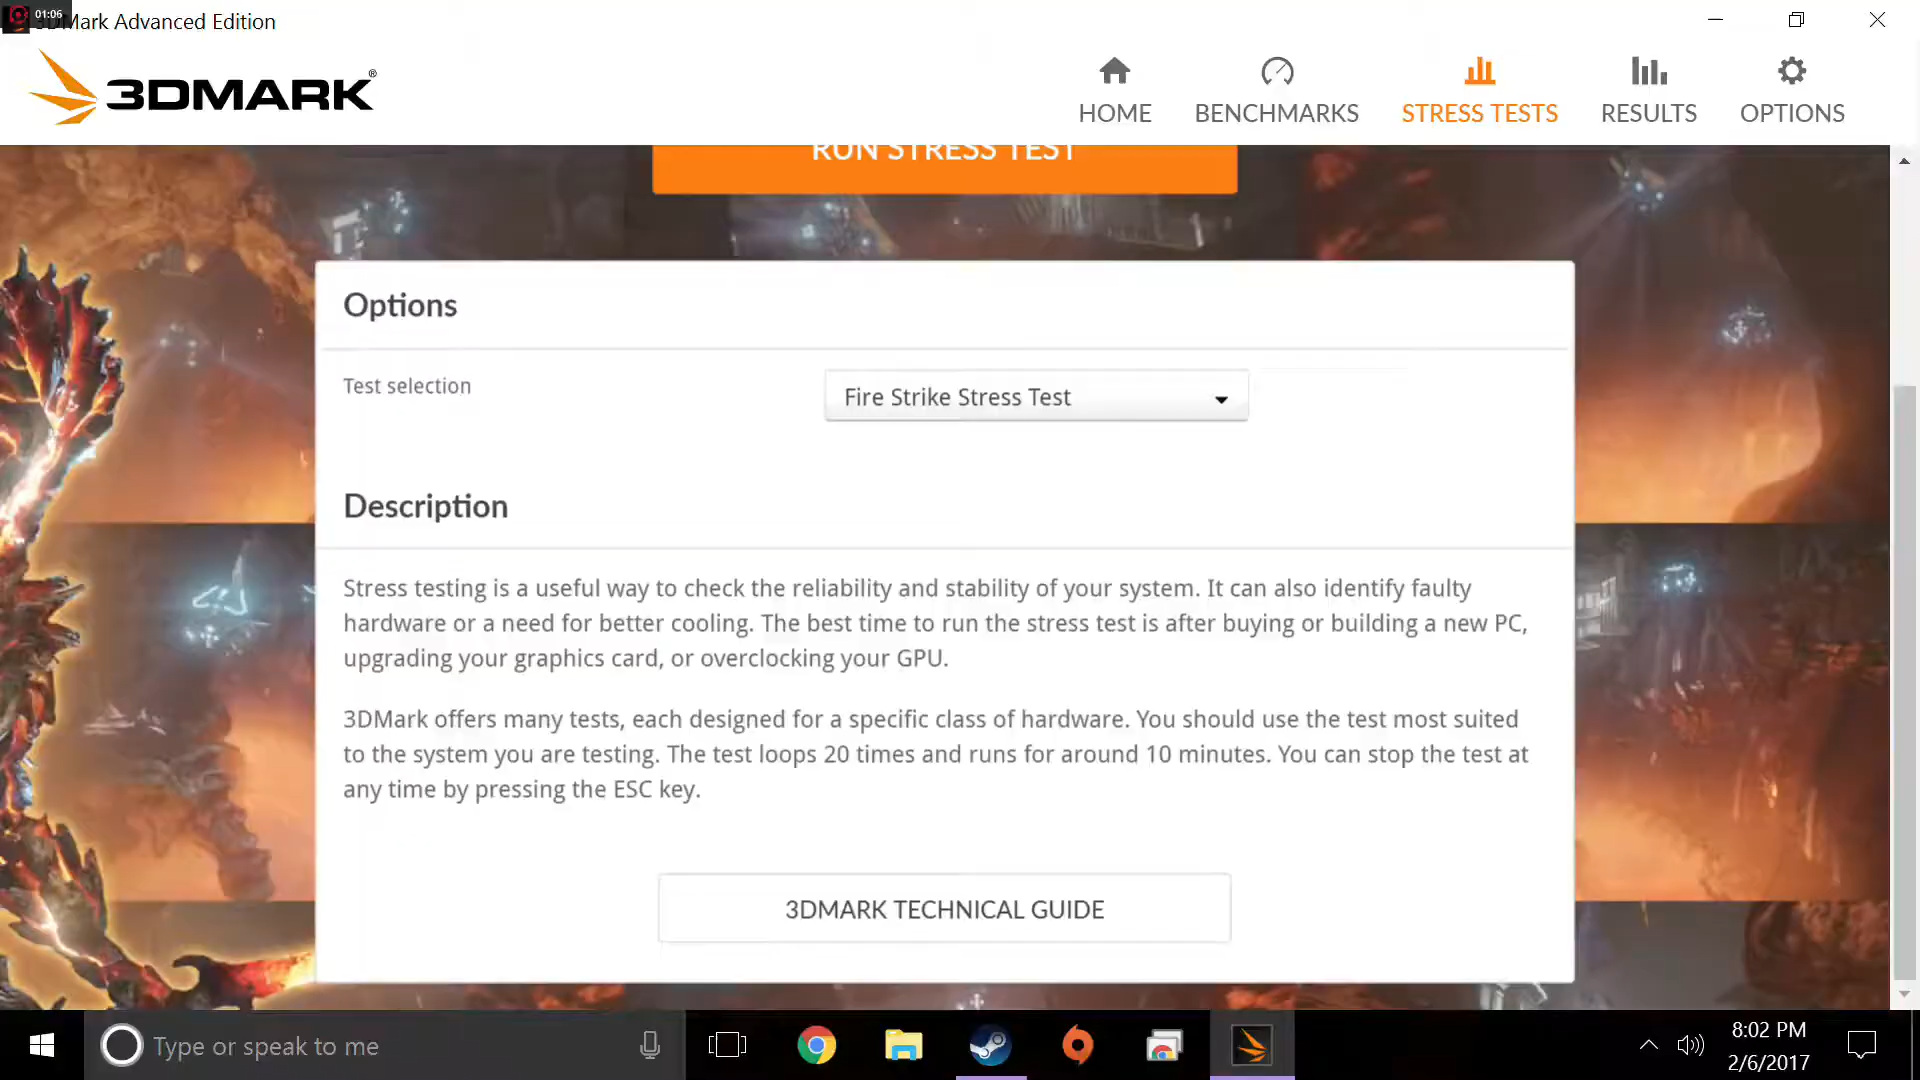 01:06
3DMark Advanced Edition
3DMARK®
HOME
BENCHMARKS
STRESS TESTS
RESULTS
OPTIONS
RUN STRESS TEST
Options
Test selection
Fire Strike Stress Test
Description
Stress testing is a useful way to check the reliability and stability of your system. It can also identify faulty
hardware or a need for better cooling. The best time to run the stress test is after buying or building a new PC,
upgrading your graphics card, or overclocking your GPU.
3DMark offers many tests, each designed for a specific class of hardware. You should use the test most suited
to the system you are testing. The test loops 20 times and runs for around 10 minutes. You can stop the test at
any time by pressing the ESC key.
3DMARK TECHNICAL GUIDE
Type or speak to me
8:02 PM
2/6/2017